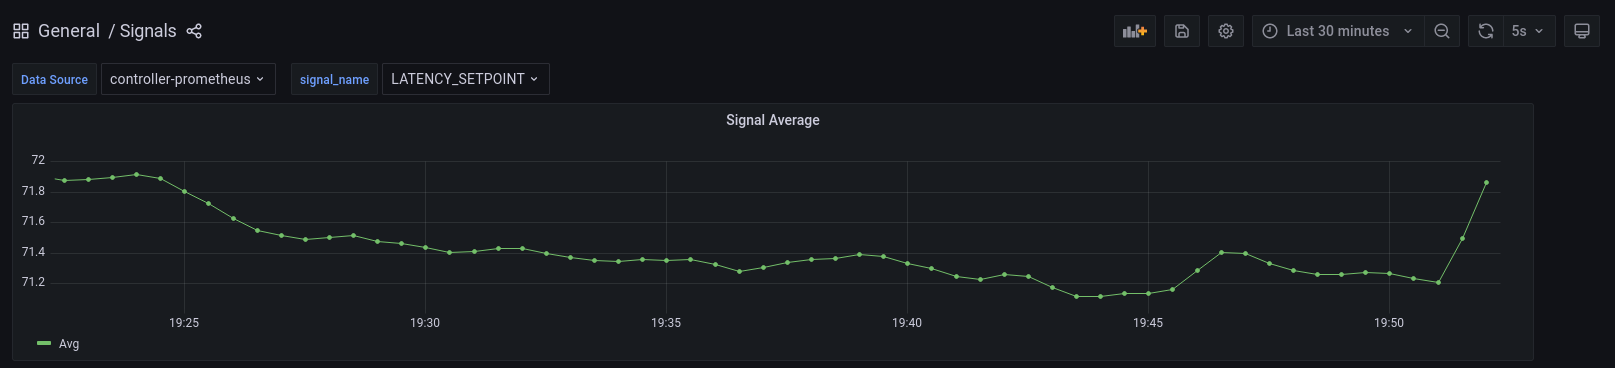 General / Signals
Last 30 minutes
5s
Data Source controller-prometheus signal_name LATENCY_SETPOINT
Signal Average
72
71.8
71.6
71.4
71.2
19:25 19:30 19:35 19:40 19:45 19:50
Avg